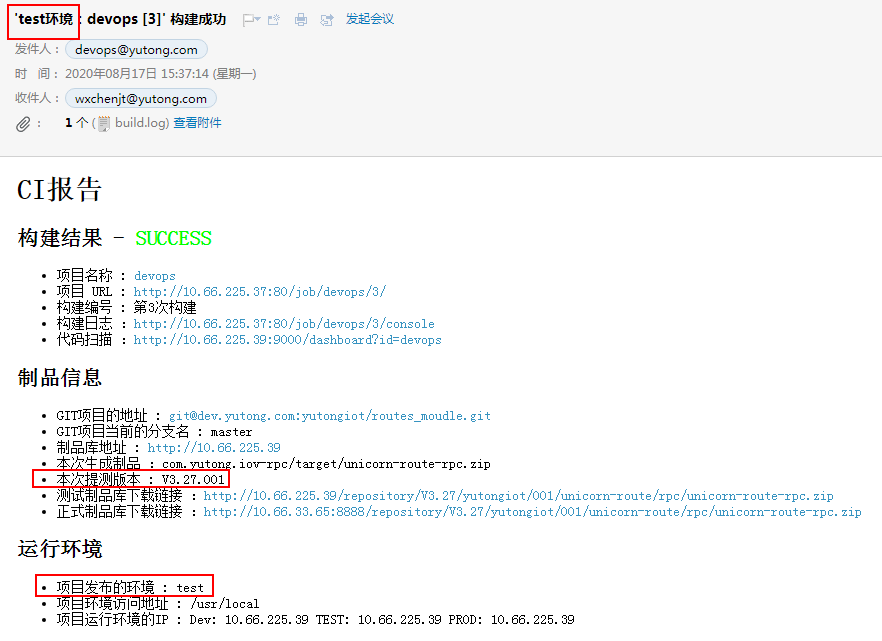 'test环境 : devops [3]' 构建成功 发起会议
发件人： devops@yutong.com
时 间： 2020年08月17日 15:37:14 (星期一)
收件人： wxchenjt@yutong.com
： 1 个 ( build.log) 查看附件
CI报告
构建结果 - SUCCESS
• 项目名称 : devops
• 项目 URL : http://10.66.225.37:80/job/devops/3/
• 构建编号 : 第3次构建
• 构建日志 : http://10.66.225.37:80/job/devops/3/console
• 代码扫描 : http://10.66.225.39:9000/dashboard?id=devops
制品信息
• GIT项目的地址 : git@dev.yutong.com:yutongiot/routes_moudle.git
• GIT项目当前的分支名 : master
• 制品库地址 : http://10.66.225.39
• 本次生成制品 : com.yutong.iov-rpc/target/unicorn-route-rpc.zip
• 本次提测版本 : V3.27.001
• 测试制品库下载链接 : http://10.66.225.39/repository/V3.27/yutongiot/001/unicorn-route/rpc/unicorn-route-rpc.zip
• 正式制品库下载链接 : http://10.66.33.65:8888/repository/V3.27/yutongiot/001/unicorn-route/rpc/unicorn-route-rpc.zip
运行环境
• 项目发布的环境 : test
• 项目环境访问地址 : /usr/local
• 项目运行环境的IP : Dev: 10.66.225.39 TEST: 10.66.225.39 PROD: 10.66.225.39